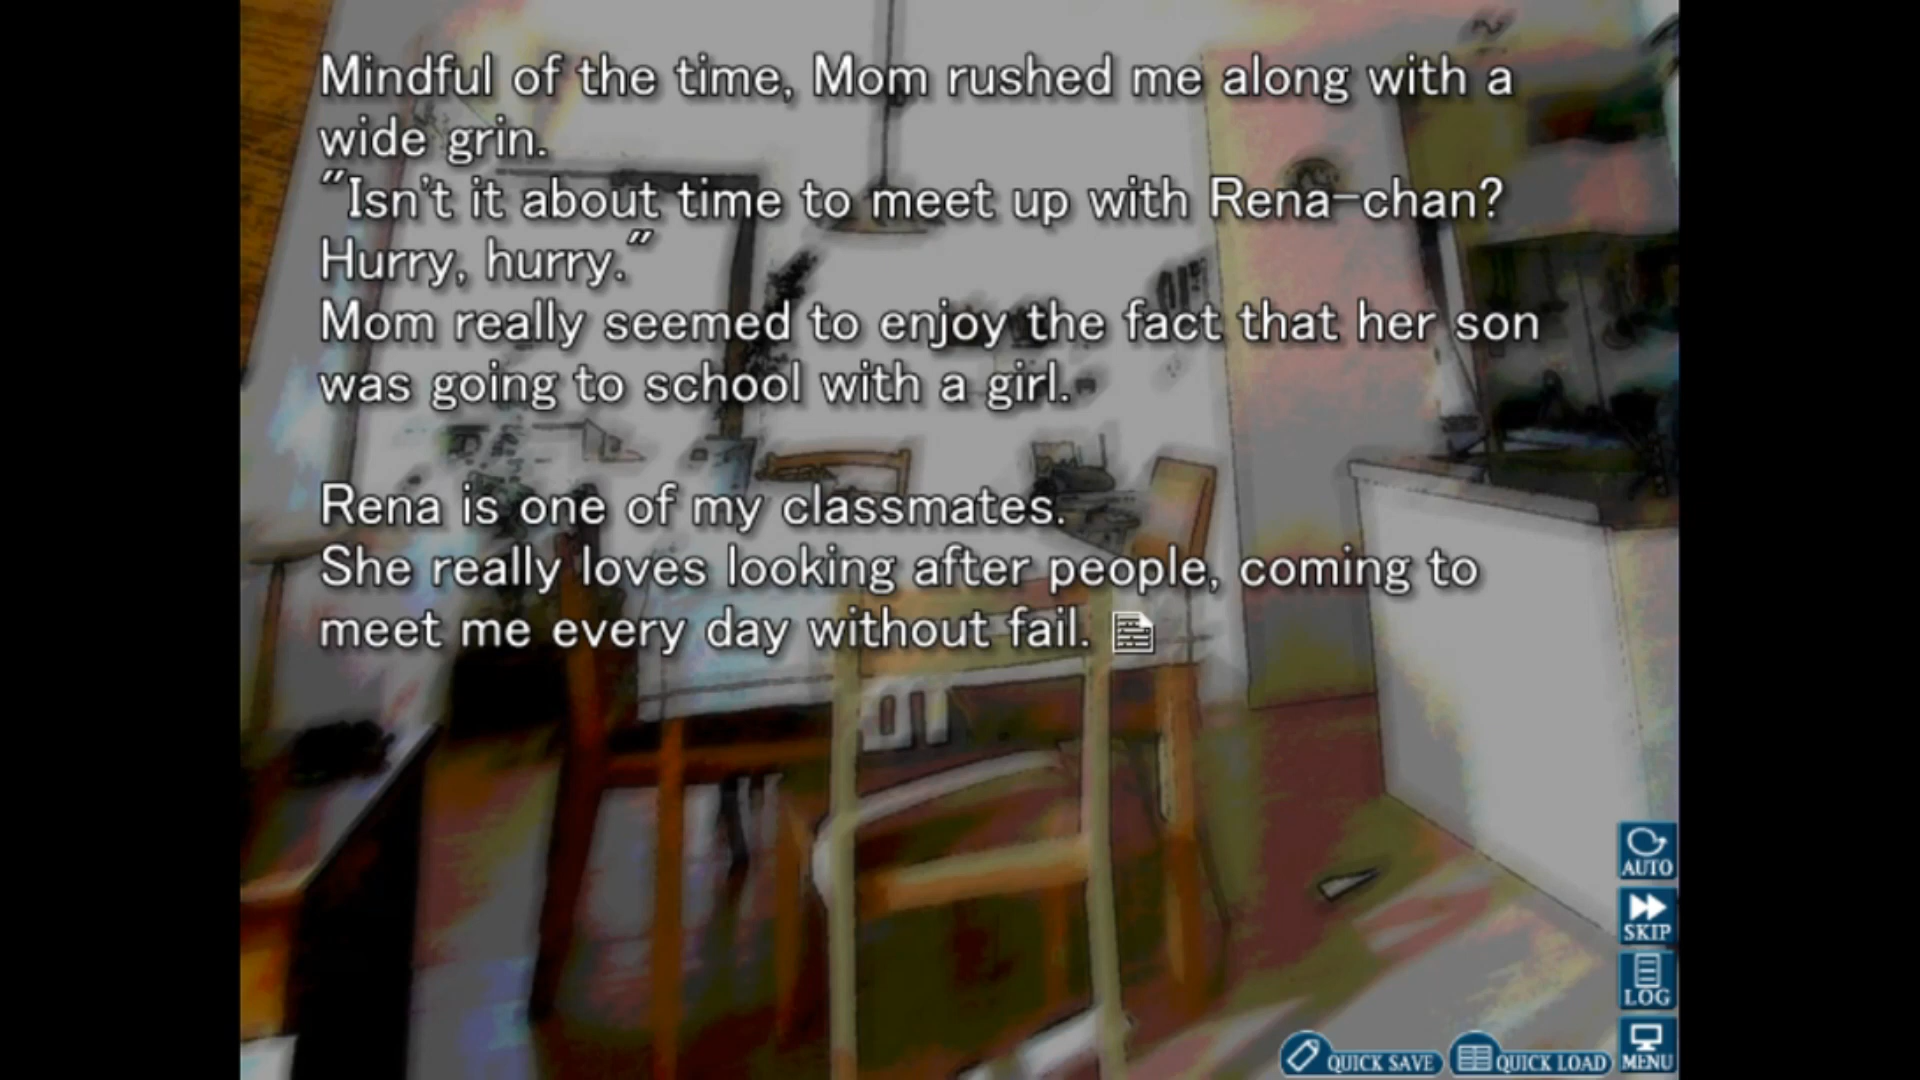 Mindful of the time, Mom rushed me along with a
wide grin.
"Isn't it about time to meet up with Rena-chan?
Hurry, hurry."
Mom really seemed to enjoy the fact that her son
was going to school with a girl.
Rena is one of my classmates.
She really loves looking after people, coming to
meet me every day without fail.
AUTO
SKIP
LOG
MENU
QUICK SAVE
QUICK LOAD